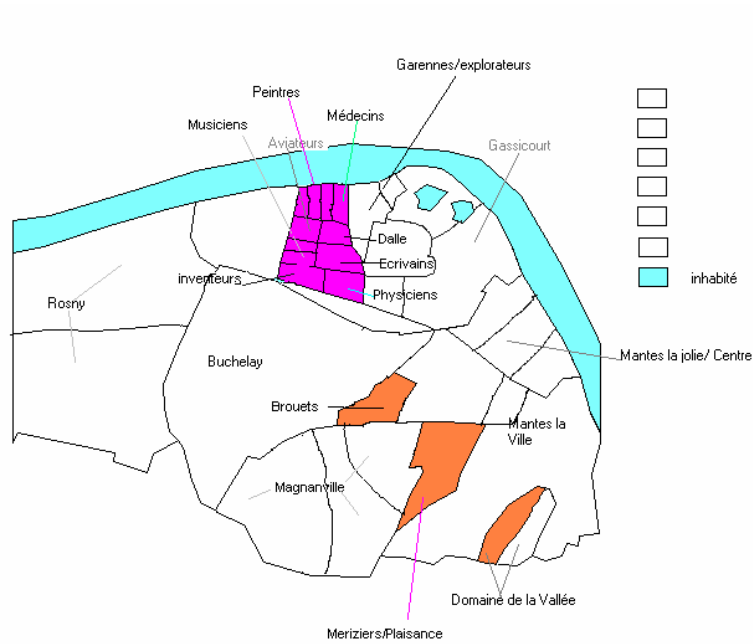 Garennes/explorateurs
Peintres
Médecins
Musiciens
Aviateurs
Gassicourt
Dalle
Ecrivains
inventeurs
inhabité
Physiciens
Rosny
Mantes la jolie/ Centre
Buchelay
Brouets
Mantes la
Ville
Magnanville
Domaine de la Vallée
Meriziers/Plaisance